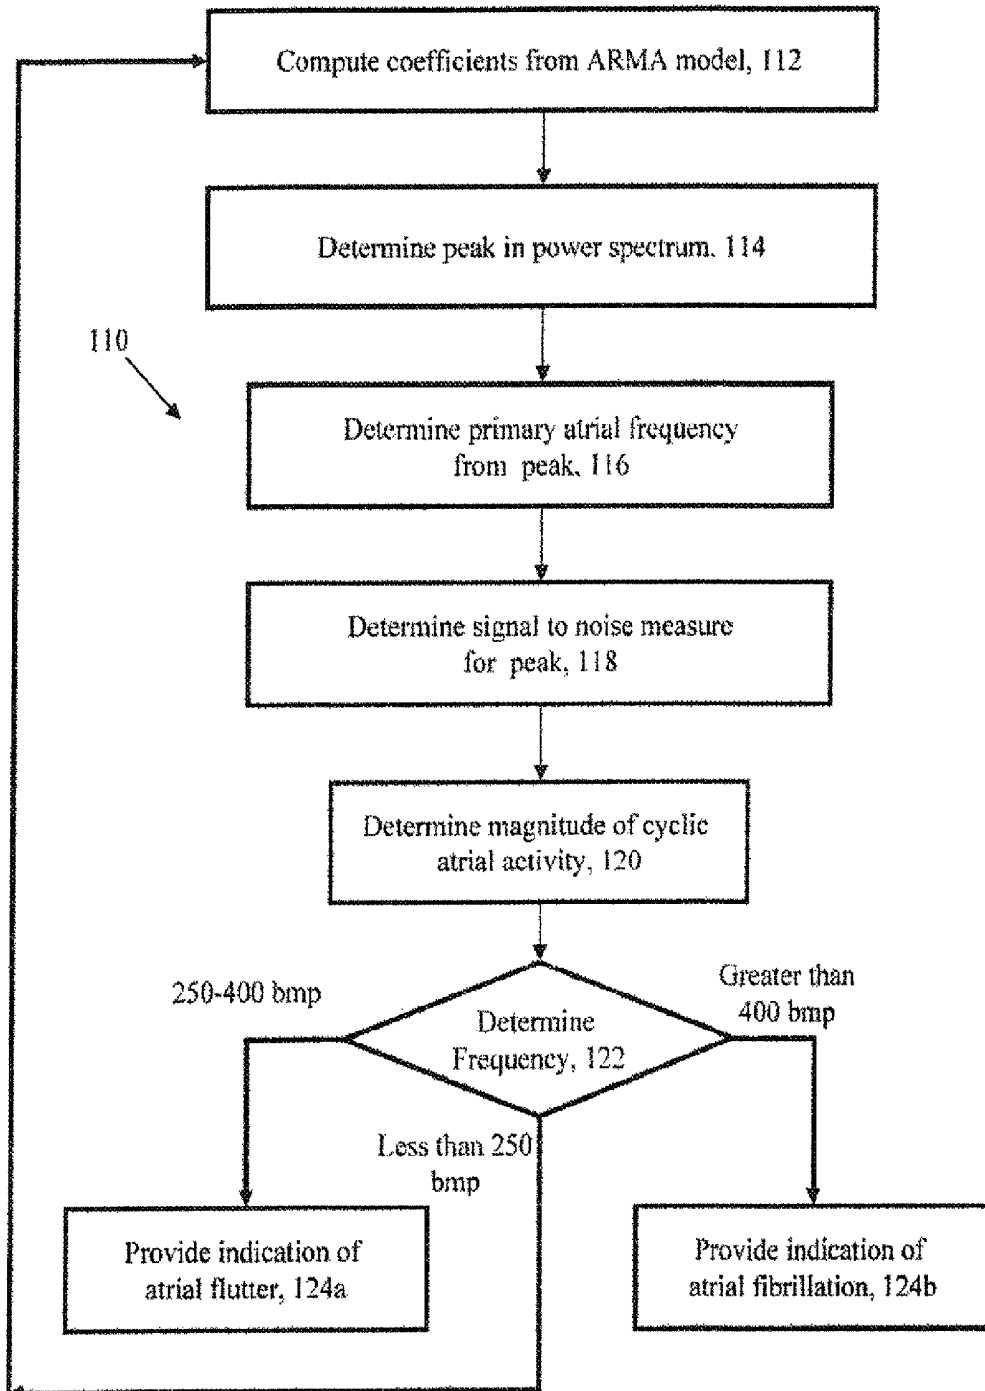 Compute coefficients from ARMA model, 112
Determine peak in power spectrum. 114
110
Determine primary atrial frequency
from peak. 116
Determine signal to noise measure
for peak, 118
Determine magnitude of cyclic
atrial activity, 120
250-400 bmp
Greater than
400 bmp
Determine
Frequency, 122
Less than 250
bmp
Provide indication of
atrial flutter, 124a
Provide indication of
atrial fibrillation, 124b